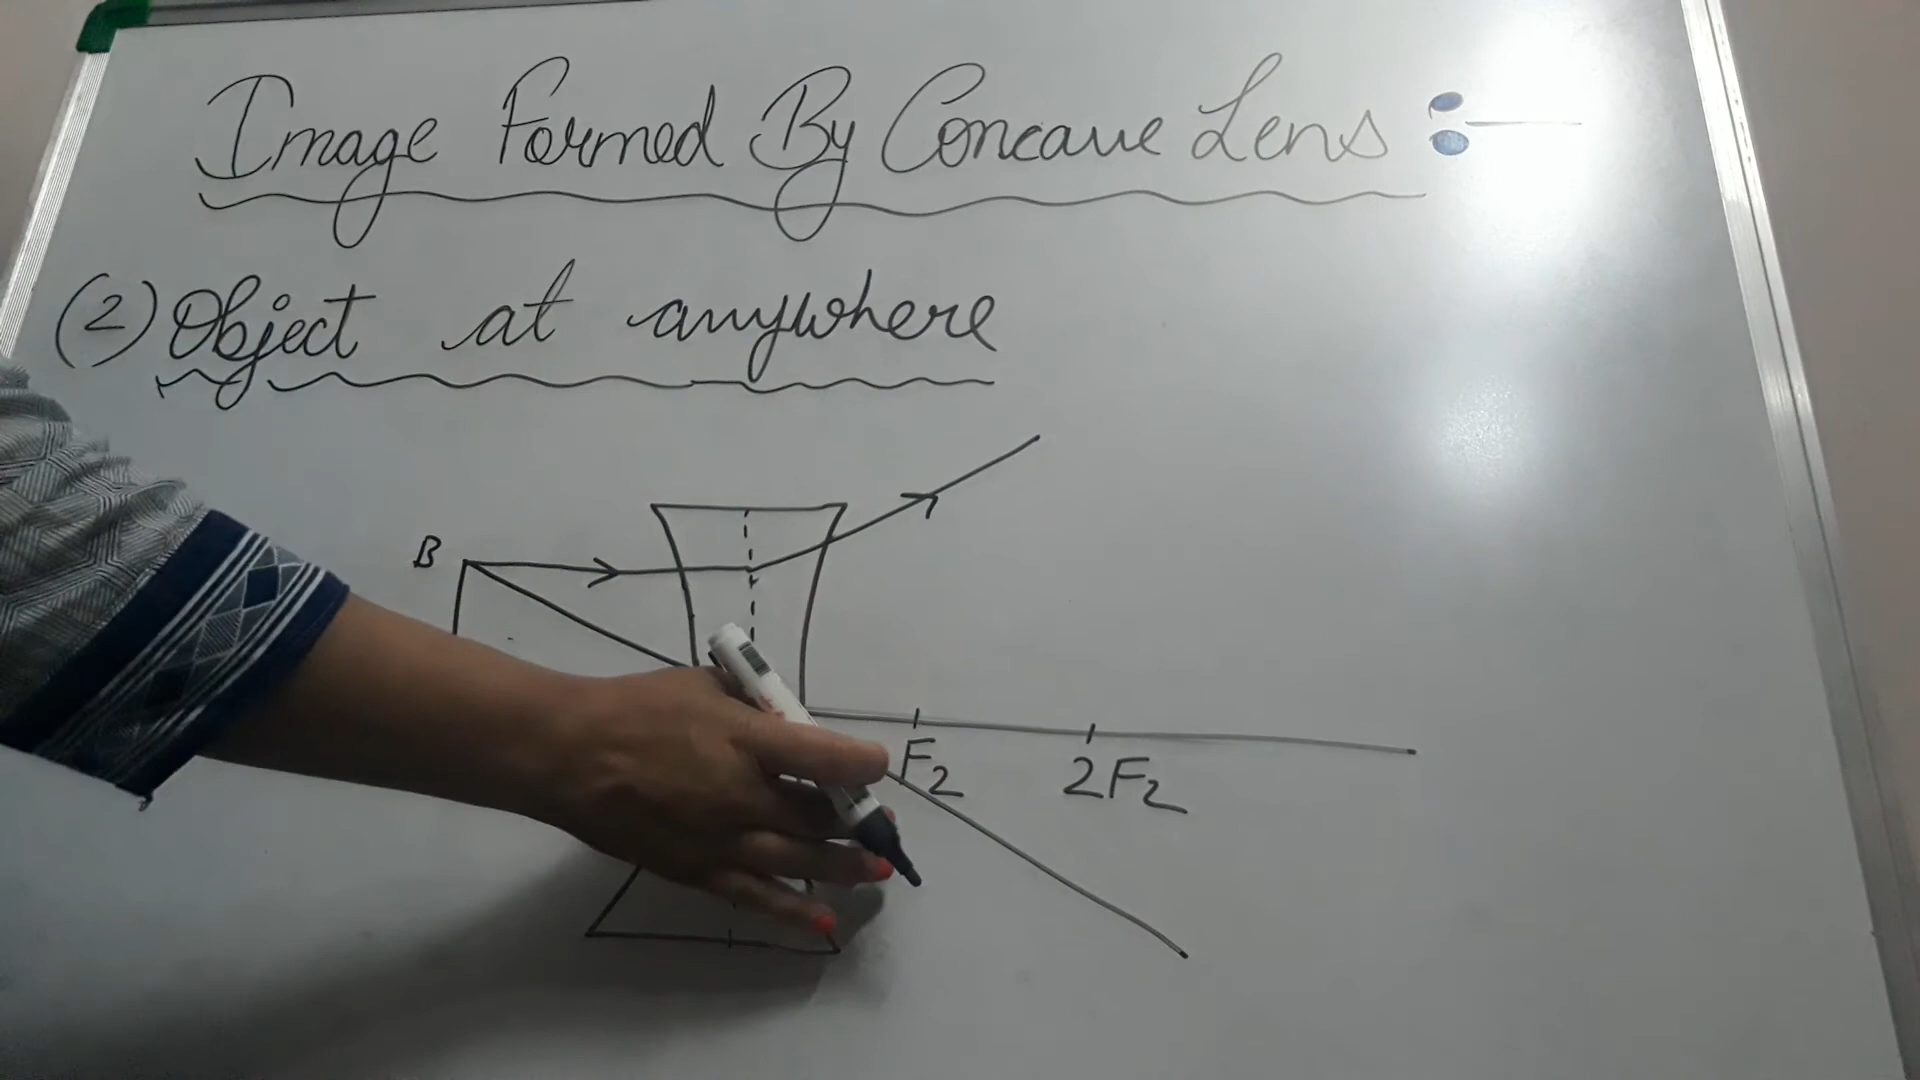 Image Formed By Concave Lens :-
(2) Object at anywhere
B
F2
2F2